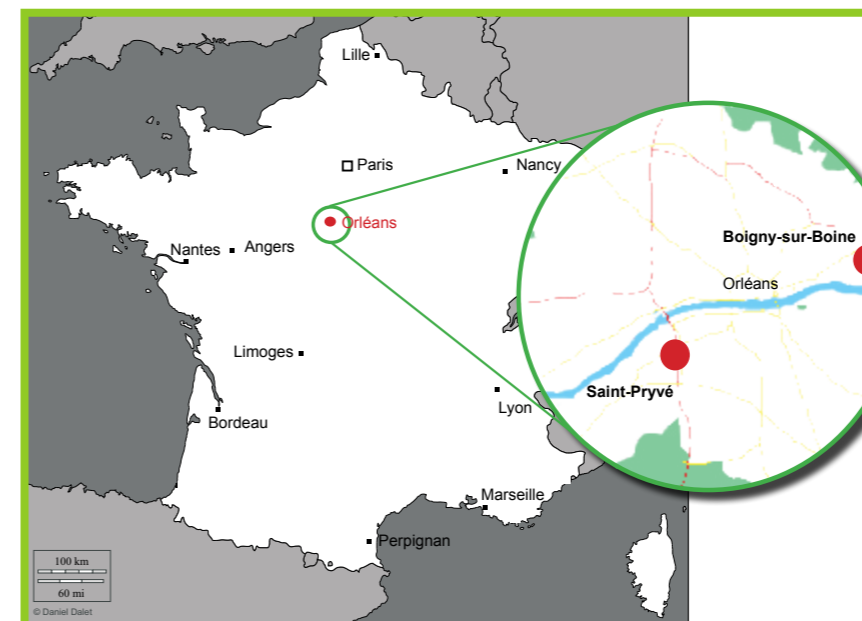 Lille
Paris
Nancy
Orléans
Boigny-sur-Boine
Nantes
Angers
Orléans
Limoges
Saint-Pryvé
Lyon
Bordeau
Marseille
Perpignan
100 km
60 mi
© Daniel Dalet